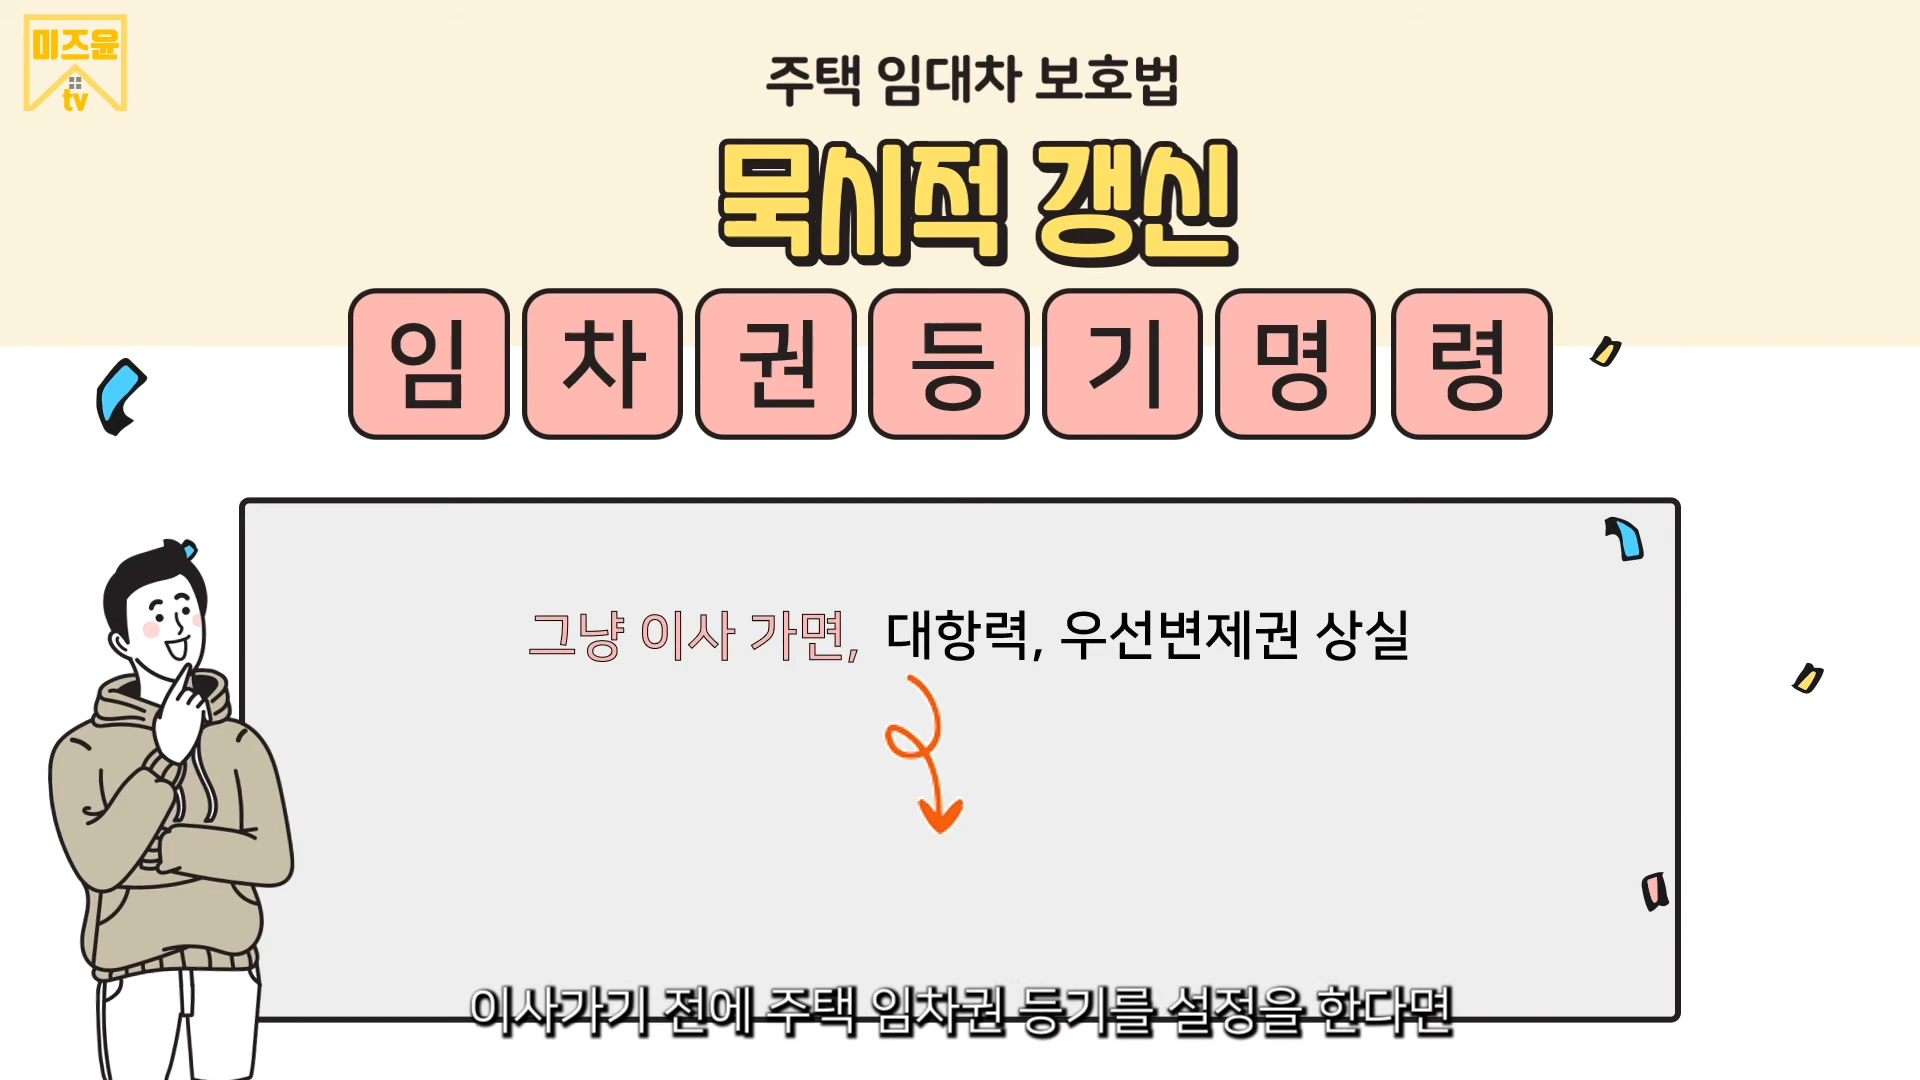 미즈윤
tv
주택 임대차 보호법
묵시적 갱신
임차권등기명령
그냥 이사 가면, 대항력, 우선변제권 상실
이사가기 전에 주택 임차권 등기를 설정을 한다면